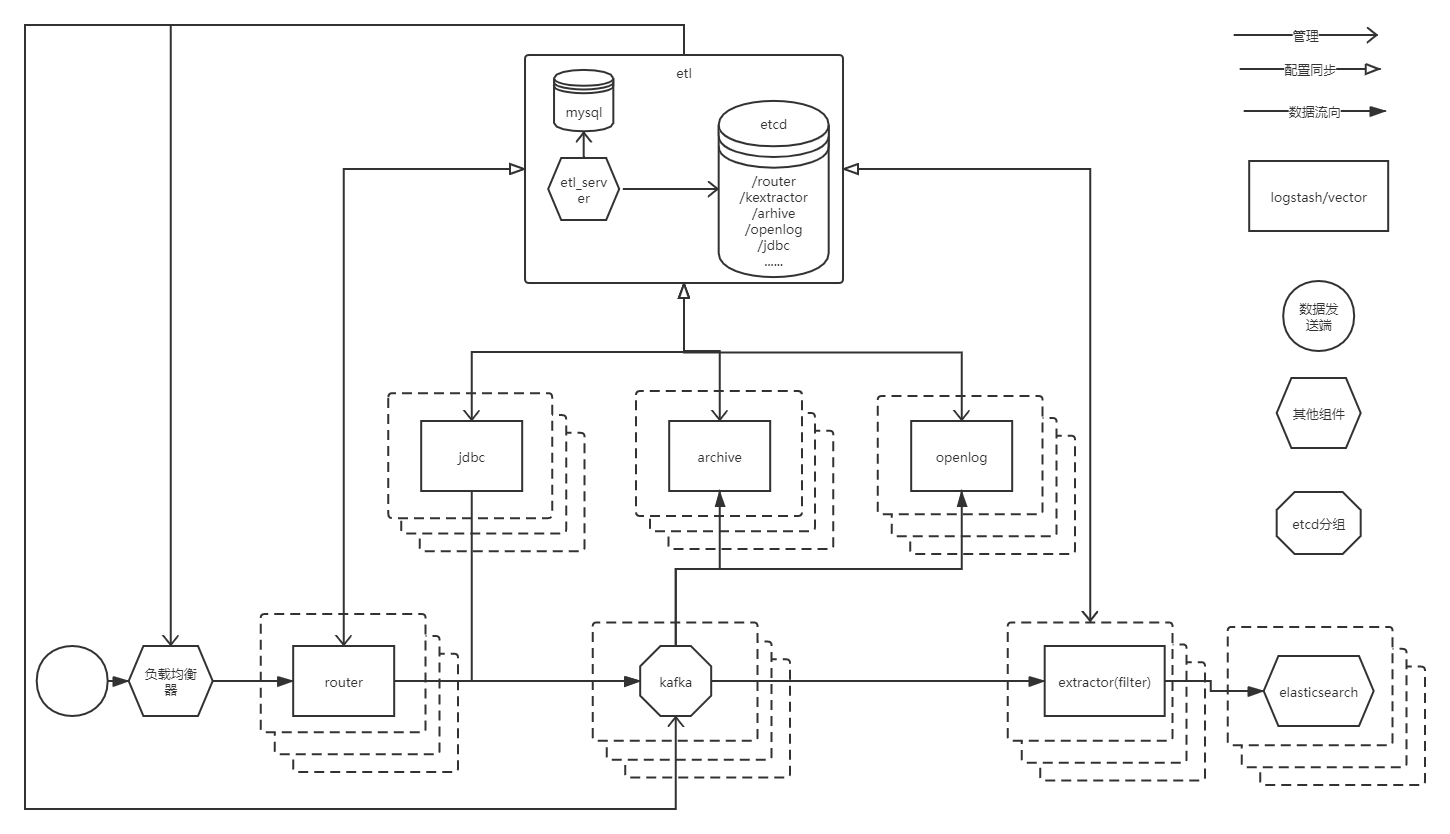 etl
mysql
etl_serv
er
etcd
/router
/kextractor
/arhive
/openlog
/jdbc
......
管理
配置同步
数据流向
logstash/vector
数据发
送端
其他组件
etcd分组
jdbc
archive
openlog
负载均衡
器
router
kafka
extractor(filter)
elasticsearch